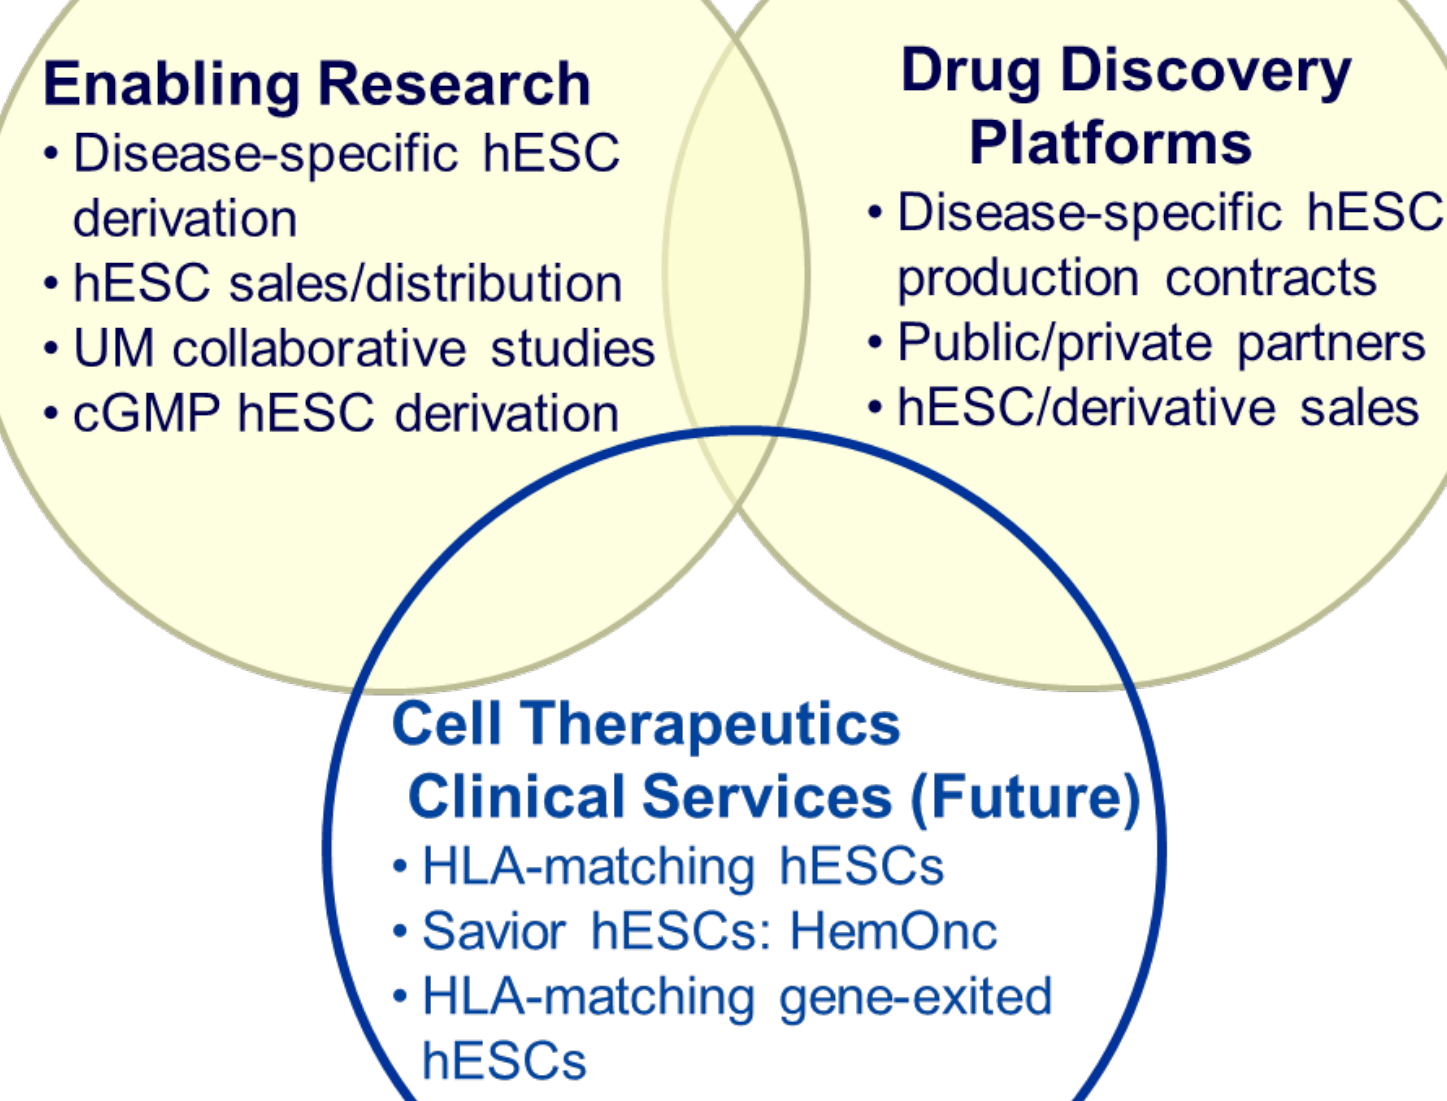 Enabling Research
• Disease-specific hESC
derivation
• hESC sales/distribution
• UM collaborative studies
• cGMP hESC derivation
Drug Discovery
Platforms
• Disease-specific hESC
production contracts
• Public/private partners
• hESC/derivative sales
Cell Therapeutics
Clinical Services (Future)
• HLA-matching hESCs
• Savior hESCs: HemOnc
• HLA-matching gene-exited
hESCs